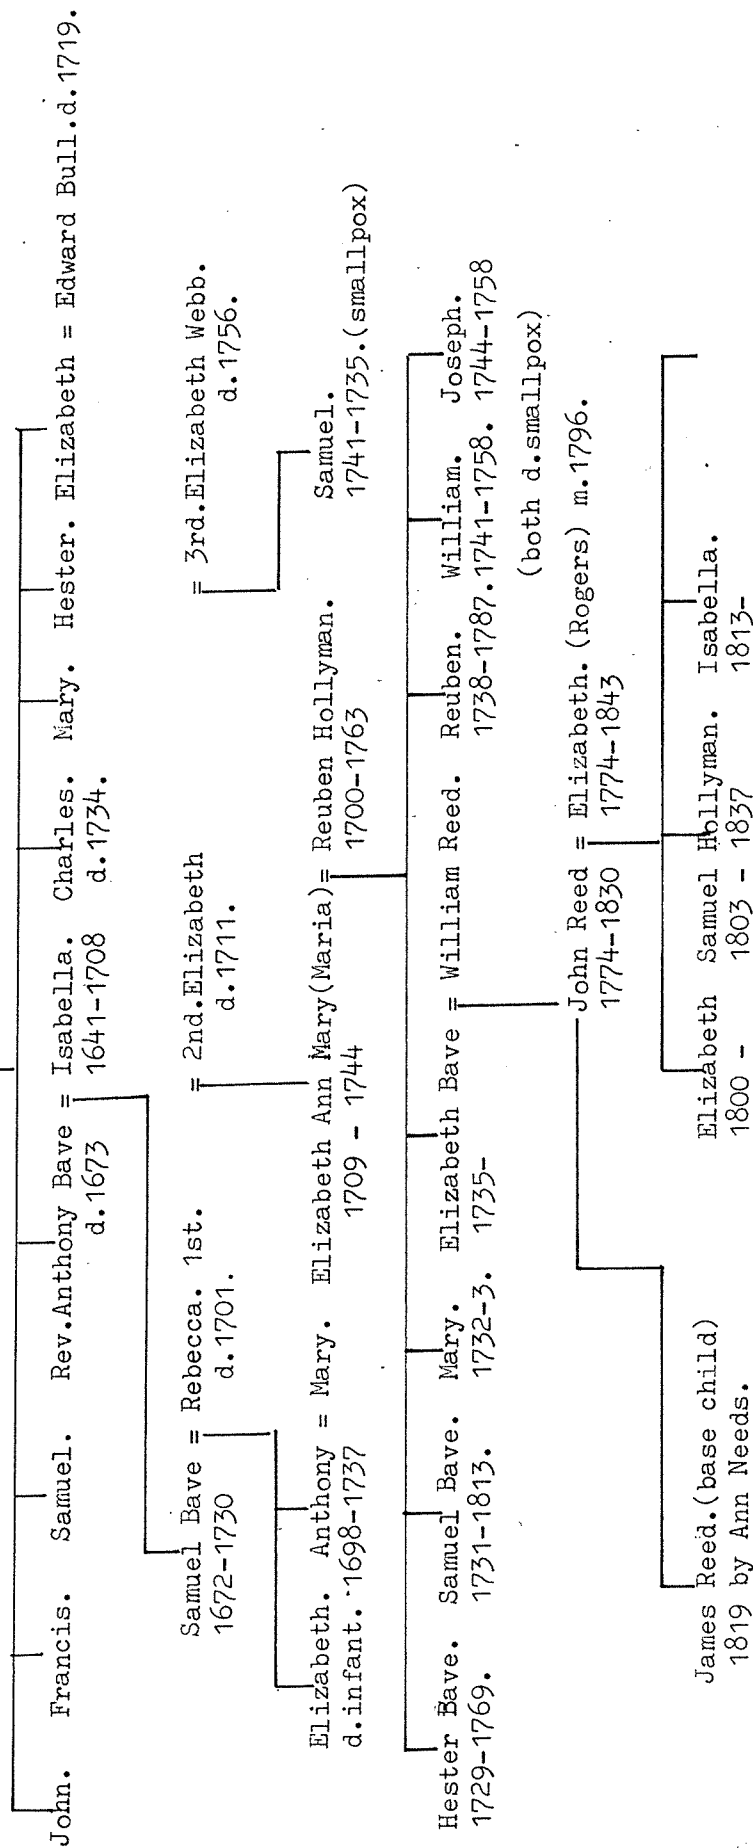 John. Francis. Samuel. Rev.Anthony Bave = Isabella. Charles. Mary. Hester. Elizabeth = Edward Bull.d.1719.
d.1673 1641-1708 d.1734.
Samuel Bave = Rebecca. 1st. = 2nd.Elizabeth = 3rd.Elizabeth Webb.
1672-1730 d.1701. d.1711. d.1756.
Elizabeth. Anthony = Mary. Elizabeth Ann Mary(Maria)= Reuben Hollyman. Samuel.
d.infant. 1698-1737 1709 - 1744 1700-1763 1741-1735.(smallpox)
Hester Bave. Samuel Bave. Mary. Elizabeth Bave = William Reed. Reuben. William. Joseph.
1729-1769. 1731-1813. 1732-3. 1735- 1738-1787. 1741-1758. 1744-1758
(both d.smallpox)
John Reed = Elizabeth. (Rogers) m.1796.
1774-1830 1774-1843
James Reed.(base child) Elizabeth Samuel Hollyman. Isabella.
1819 by Ann Needs. 1800 - 1803 - 1837 1813-